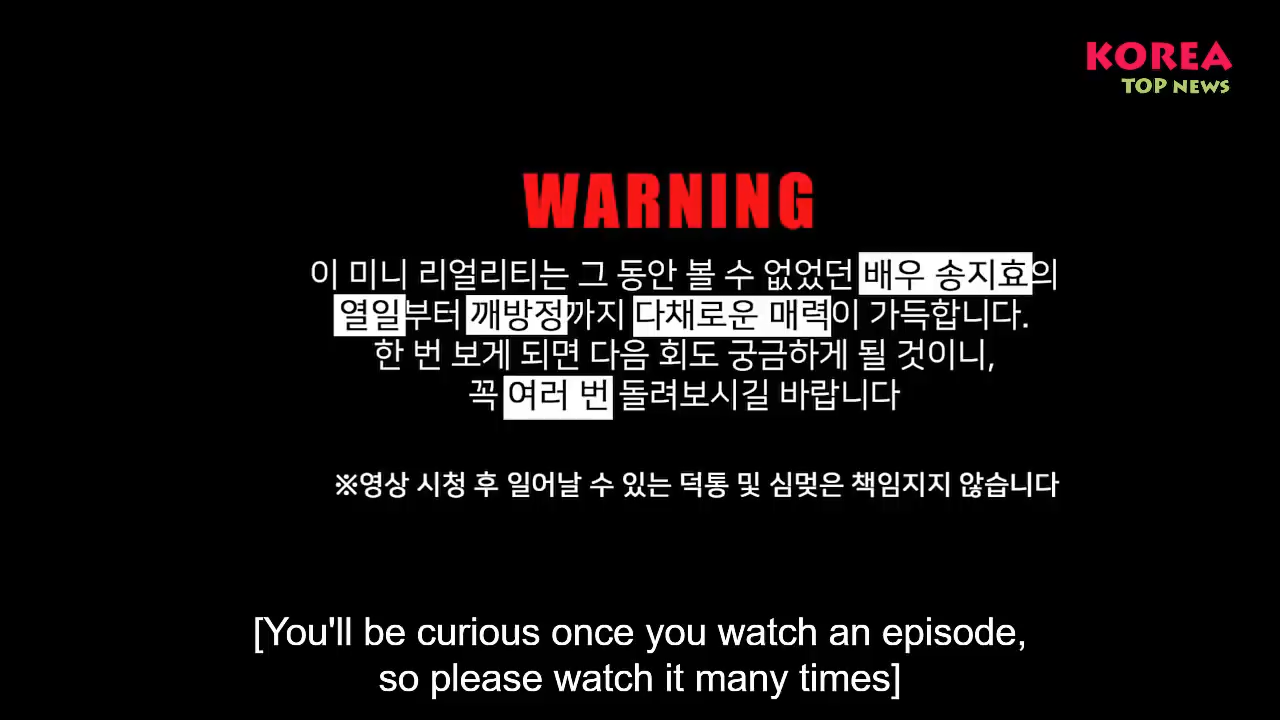 KOREA
TOP NEWS
WARNING
이 미니 리얼리티는 그 동안 볼 수 없었던 배우 송지효의
열일부터 깨방정까지 다채로운 매력이 가득합니다.
한 번 보게 되면 다음 회도 궁금하게 될 것이니,
꼭 여러 번 돌려보시길 바랍니다
※영상 시청 후 일어날 수 있는 덕통 및 심멎은 책임지지 않습니다
[You'll be curious once you watch an episode,
so please watch it many times]